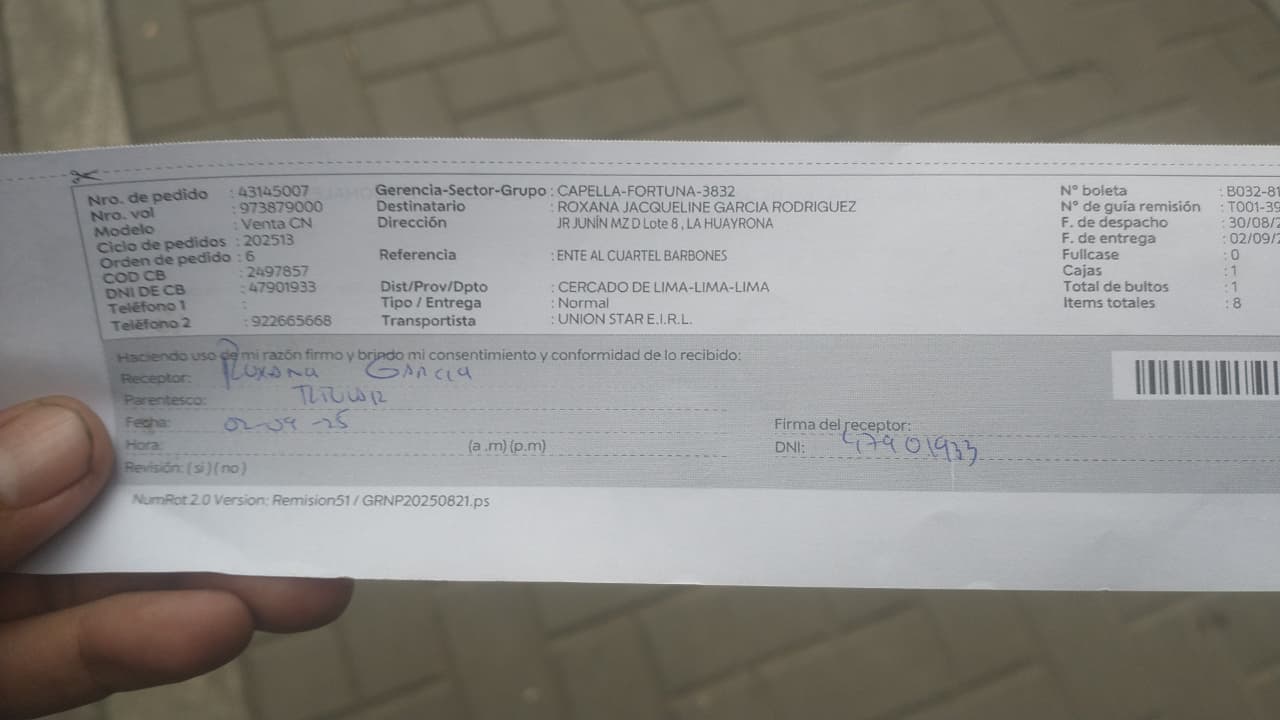 Nro. de pedido : 43145007
Nro. vol : 973879000
Modelo : Venta CN
Ciclo de pedidos : 202513
Orden de pedido : 6
COD CB : 2497857
DNI DE CB : 47901933
Teléfono 1 :
Teléfono 2 : 922665668
Gerencia-Sector-Grupo : CAPELLA-FORTUNA-3832
Destinatario : ROXANA JACQUELINE GARCIA RODRIGUEZ
Dirección JR JUNÍN MZ D Lote 8 , LA HUAYRONA
Referencia : ENTE AL CUARTEL BARBONES
Dist/Prov/Dpto : CERCADO DE LIMA-LIMA-LIMA
Tipo / Entrega : Normal
Transportista : UNION STAR E.I.R.L.
N° boleta : B032-81
N° de guía remisión : T001-39
F. de despacho : 30/08/2
F. de entrega : 02/09/2
Fullcase : 0
Cajas : 1
Total de bultos : 1
Items totales : 8
Haciendo uso de mi razón firmo y brindo mi consentimiento y conformidad de lo recibido:
Receptor: Roxana Garcia
Parentesco: Titular
Fecha: 02-09-25
Hora: (a .m) (p.m)
Revisión: ( si ) ( no )
Firma del receptor:
DNI: 47901933
NumRot.2.0 Version: Remision51 / GRNP20250821.ps